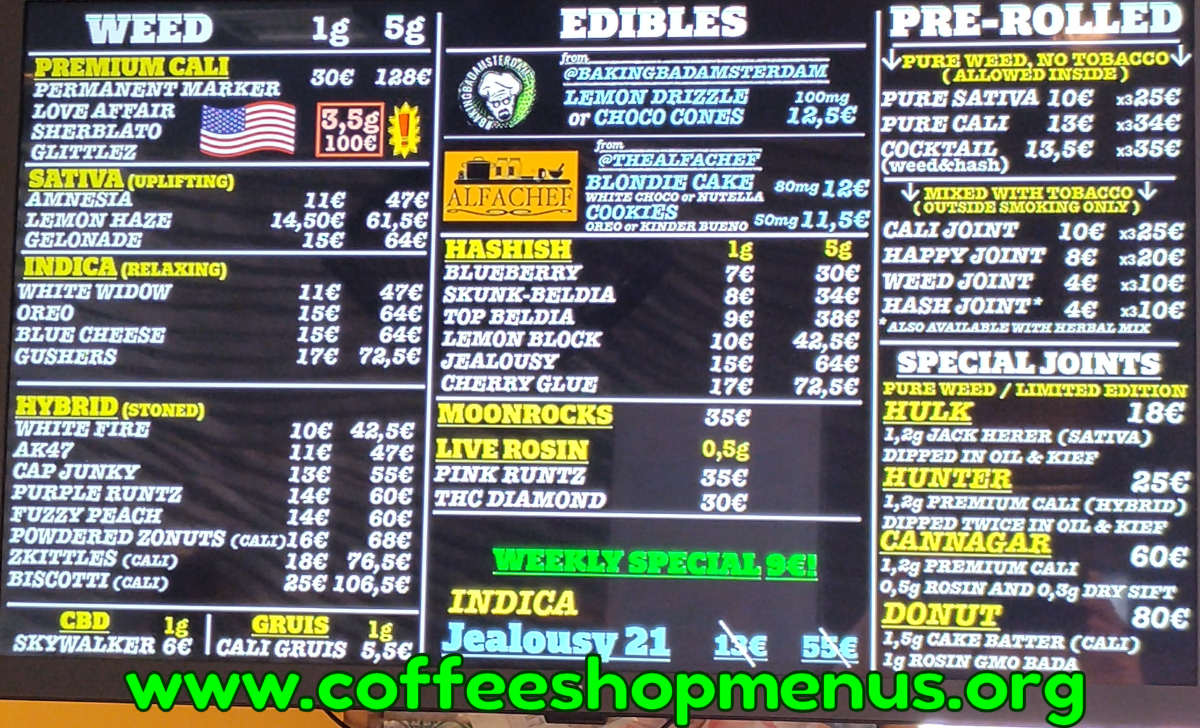 WEED 1g 5g
PREMIUM CALI
PERMANENT MARKER 30€ 128€
LOVE AFFAIR
SHERBLATO
GLITTLEZ
3,5g
100€
!
SATIVA (UPLIFTING)
AMNESIA 11€ 47€
LEMON HAZE 14,50€ 61,5€
GELONADE 15€ 64€
INDICA (RELAXING)
WHITE WIDOW 11€ 47€
OREO 15€ 64€
BLUE CHEESE 15€ 64€
GUSHERS 17€ 72,5€
HYBRID (STONED)
WHITE FIRE 10€ 42,5€
AK47 11€ 47€
CAP JUNKY 13€ 55€
PURPLE RUNTZ 14€ 60€
FUZZY PEACH 14€ 60€
POWDERED ZONUTS (CALI) 16€ 68€
ZKITTLES (CALI) 18€ 76,5€
BISCOTTI (CALI) 25€ 106,5€
CBD 1g
SKYWALKER 6€
GRUIS 1g
CALI GRUIS 5,5€
EDIBLES
#BAKINGBADAMSTERDAM
from
@BAKINGBADAMSTERDAM
LEMON DRIZZLE 100mg
or CHOCO CONES 12,5€
ALFACHEF
from
@THEALFACHEF
BLONDIE CAKE 80mg 12€
WHITE CHOCO or NUTELLA
COOKIES 50mg 11,5€
OREO or KINDER BUENO
HASHISH 1g 5g
BLUEBERRY 7€ 30€
SKUNK-BELDIA 8€ 34€
TOP BELDIA 9€ 38€
LEMON BLOCK 10€ 42,5€
JEALOUSY 15€ 64€
CHERRY GLUE 17€ 72,5€
MOONROCKS 35€
LIVE ROSIN 0,5g
PINK RUNTZ 35€
THC DIAMOND 30€
WEEKLY SPECIAL 9€!
INDICA
Jealousy 21 13€ 55€
PRE-ROLLED
PURE WEED, NO TOBACCO
(ALLOWED INSIDE)
PURE SATIVA 10€ x3 25€
PURE CALI 13€ x3 34€
COCKTAIL 13,5€ x3 35€
(weed&hash)
MIXED WITH TOBACCO
(OUTSIDE SMOKING ONLY)
CALI JOINT 10€ x3 25€
HAPPY JOINT 8€ x3 20€
WEED JOINT 4€ x3 10€
HASH JOINT* 4€ x3 10€
*ALSO AVAILABLE WITH HERBAL MIX
SPECIAL JOINTS
PURE WEED / LIMITED EDITION
HULK 18€
1,2g JACK HERER (SATIVA)
DIPPED IN OIL & KIEF
HUNTER 25€
1,2g PREMIUM CALI (HYBRID)
DIPPED TWICE IN OIL & KIEF
CANNAGAR 60€
1,2g PREMIUM CALI
0,5g ROSIN AND 0,3g DRY SIFT
DONUT 80€
1,5g CAKE BATTER (CALI)
1g ROSIN GMO BADA
www.coffeeshopmenus.org